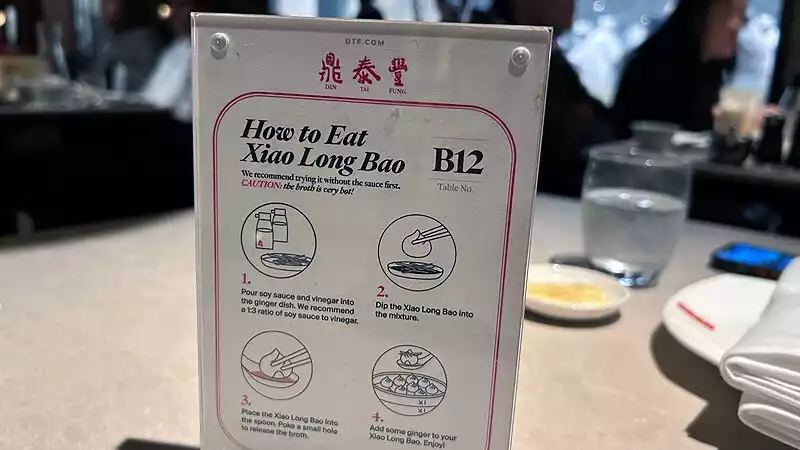 DTF.COM
鼎泰豐
DIN TAI FUNG
How to Eat
Xiao Long Bao
We recommend trying it without the sauce first.
CAUTION: the broth is very hot!
B12
Table No.
1.
Pour soy sauce and vinegar into
the ginger dish. We recommend
a 1:3 ratio of soy sauce to vinegar.
2.
Dip the Xiao Long Bao into
the mixture.
3.
Place the Xiao Long Bao into
the spoon. Poke a small hole
to release the broth.
4.
Add some ginger to your
Xiao Long Bao. Enjoy!